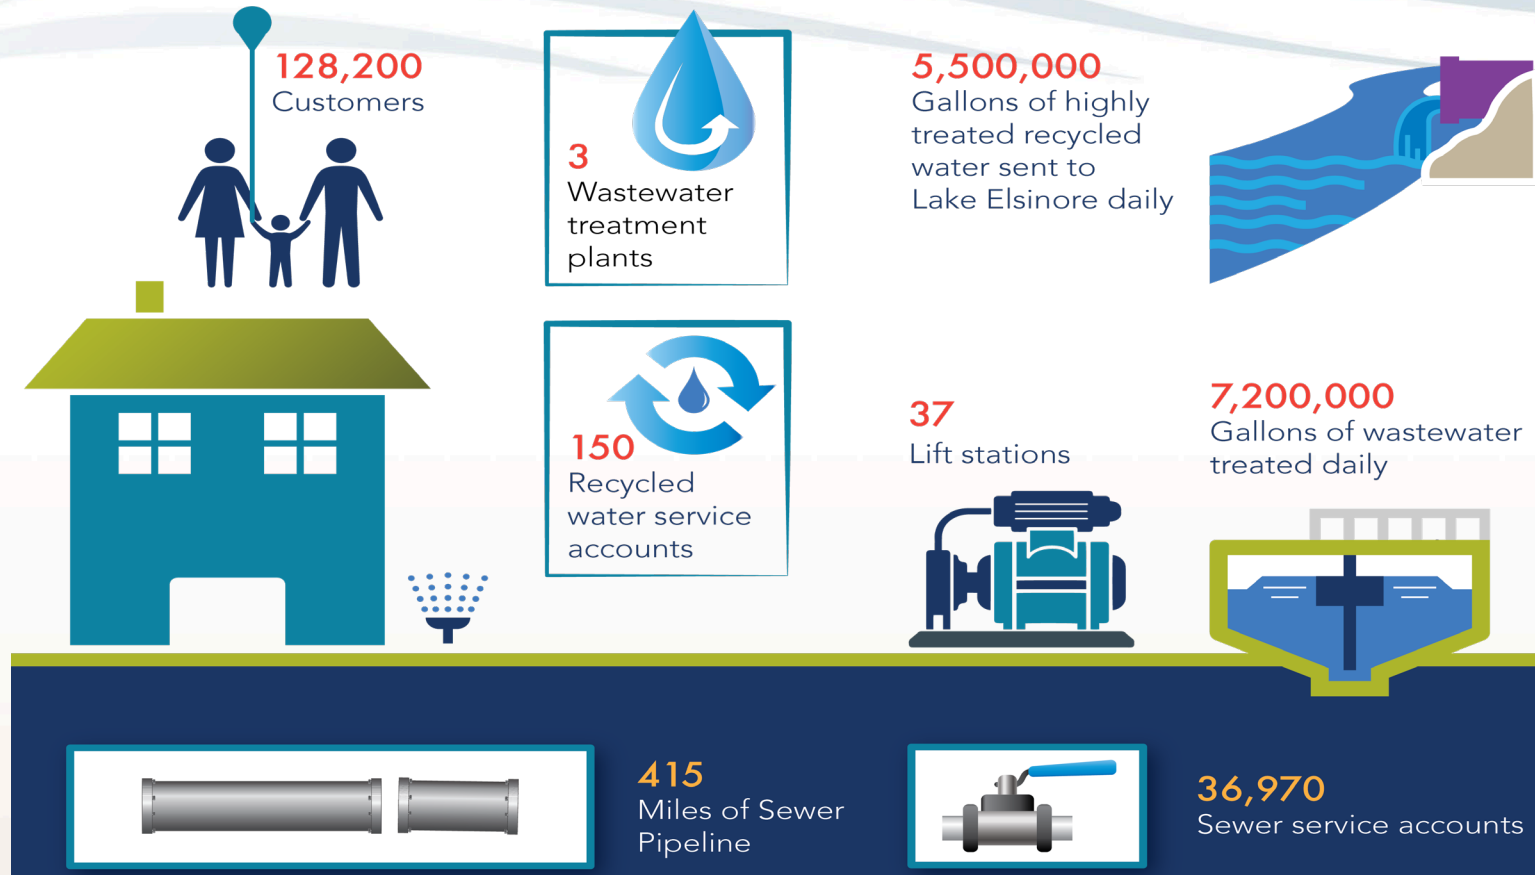 128,200
Customers
3
Wastewater
treatment
plants
5,500,000
Gallons of highly
treated recycled
water sent to
Lake Elsinore daily
150
Recycled
water service
accounts
37
Lift stations
7,200,000
Gallons of wastewater
treated daily
415
Miles of Sewer
Pipeline
36,970
Sewer service accounts